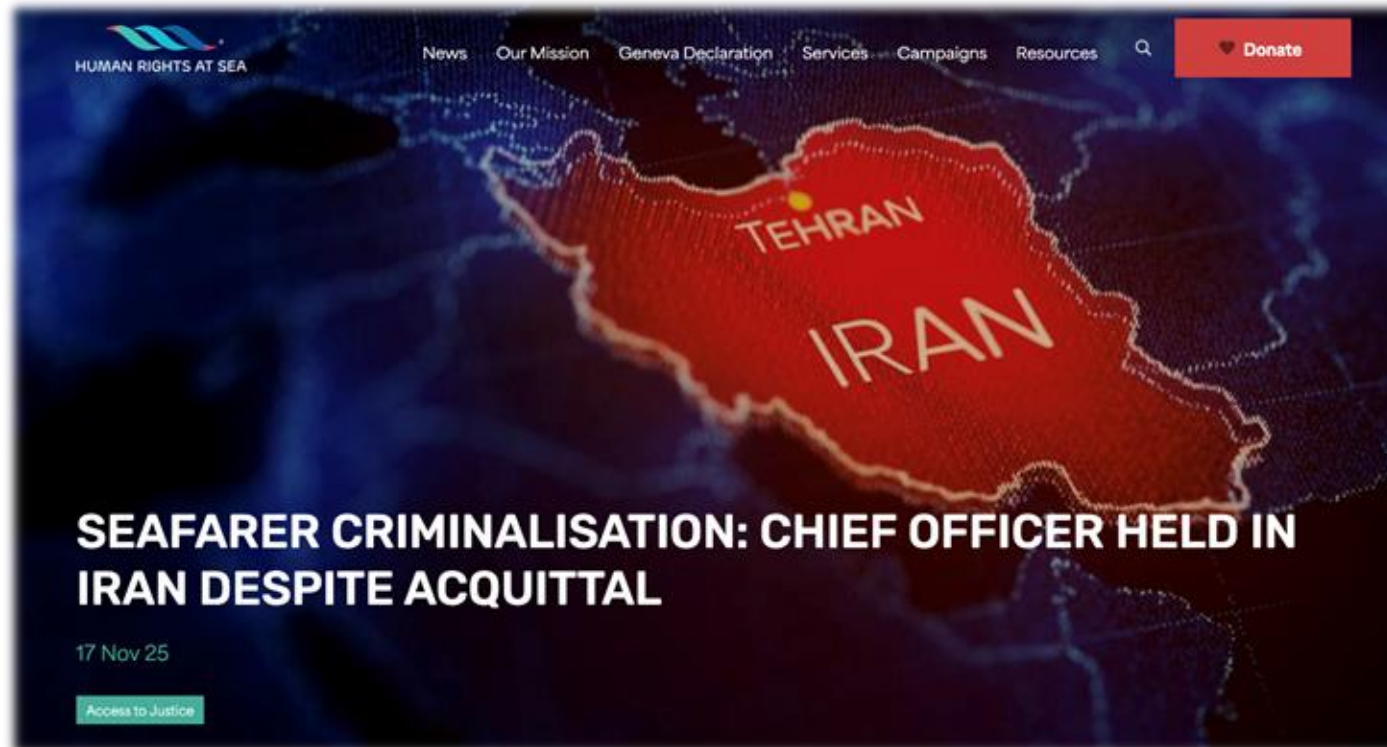 HUMAN RIGHTS AT SEA
News Our Mission Geneva Declaration Services Campaigns Resources Donate
TEHRAN
IRAN
SEAFARER CRIMINALISATION: CHIEF OFFICER HELD IN
IRAN DESPITE ACQUITTAL
17 Nov 25
Access to Justice